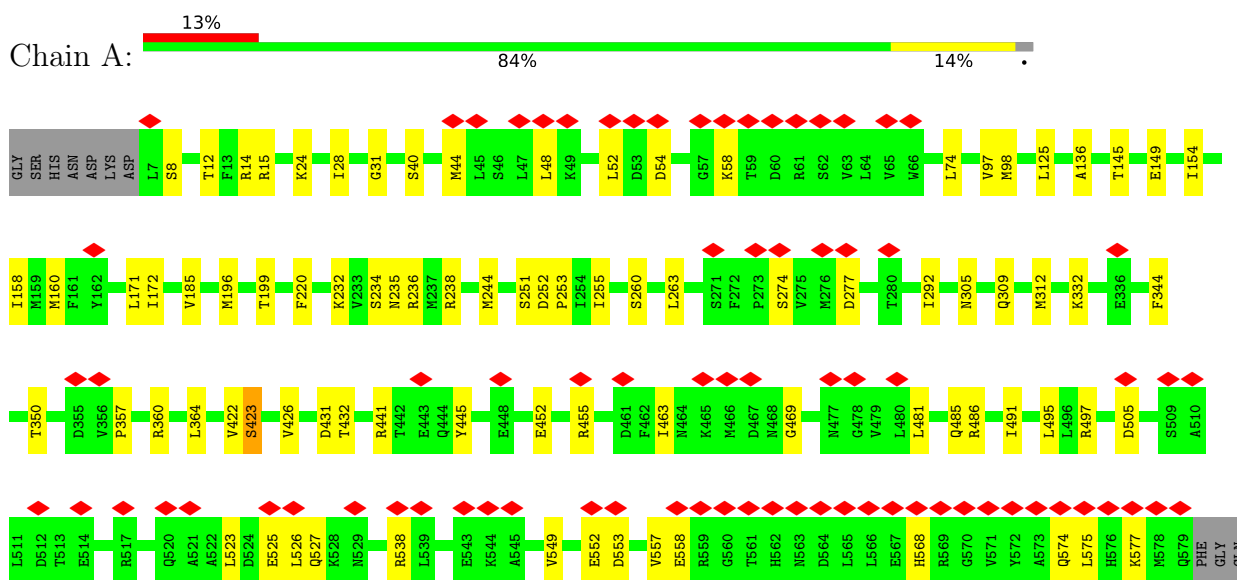 13%
Chain A:
84%
14%
•
GLY SER HIS ASN ASP LYS ASP L7 S8 T12 F13 R14 R15 K24 I28 G31 S40 M44 L45 S46 L47 L48 K49 L52 D53 D54 G57 K58 T59 D60 R61 S62 V63 L64 V65 W66 L74 V97 M98 L125 A136 T145 E149 I154
I158 M159 M160 F161 Y162 L171 I172 V185 M196 T199 F220 K232 V233 S234 N235 R236 M237 R238 M244 S251 D252 P253 I254 I255 S260 L263 S271 F272 P273 S274 V275 M276 D277 T280 I292 N305 Q309 M312 K332 E336 F344
T350 D355 V356 P357 R360 L364 V422 S423 V426 D431 T432 R441 T442 E443 Q444 Y445 E448 E452 R455 D461 F462 I463 N464 K465 M466 D467 N468 G469 N477 G478 V479 L480 L481 Q485 R486 I491 L495 L496 R497 D505 S509 A510
L511 D512 T513 E514 R517 Q520 A521 A522 L523 D524 E525 L526 Q527 K528 N529 R538 L539 E543 K544 A545 V549 E552 D553 V557 E558 R559 G560 T561 H562 N563 D564 L565 L566 E567 H568 R569 G570 V571 Y572 A573 Q574 L575 H576 K577 M578 Q579 PHE GLY GLN